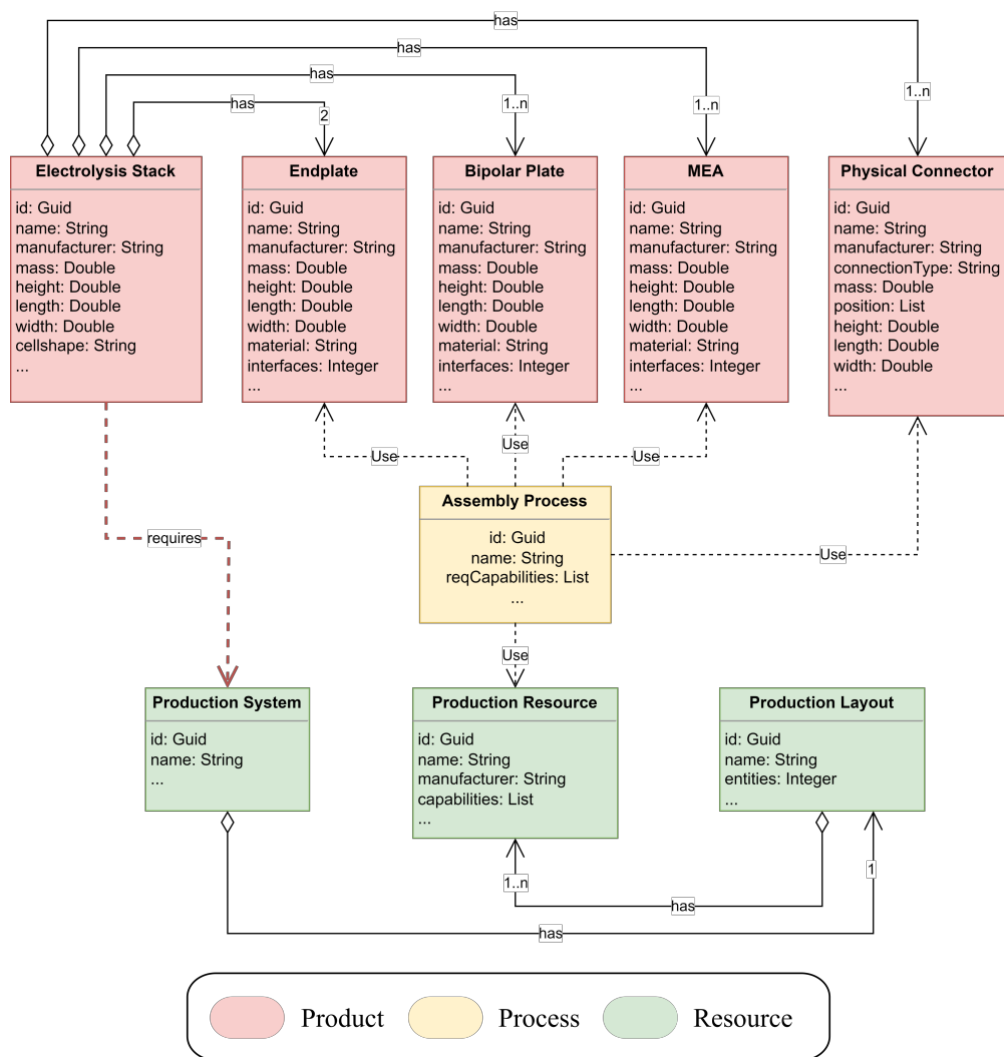 has
has
has
has
1..n
1..n
1..n
2
Electrolysis Stack
id: Guid
name: String
manufacturer: String
mass: Double
height: Double
length: Double
width: Double
cellshape: String
...
Endplate
id: Guid
name: String
manufacturer: String
mass: Double
height: Double
length: Double
width: Double
material: String
interfaces: Integer
...
Bipolar Plate
id: Guid
name: String
manufacturer: String
mass: Double
height: Double
length: Double
width: Double
material: String
interfaces: Integer
...
MEA
id: Guid
name: String
manufacturer: String
mass: Double
height: Double
length: Double
width: Double
material: String
interfaces: Integer
...
Physical Connector
id: Guid
name: String
manufacturer: String
connectionType: String
mass: Double
position: List
height: Double
length: Double
width: Double
...
Use
Use
Use
Assembly Process
id: Guid
name: String
reqCapabilities: List
...
requires
Use
Use
Production System
id: Guid
name: String
...
Production Resource
id: Guid
name: String
manufacturer: String
capabilities: List
...
Production Layout
id: Guid
name: String
entities: Integer
...
1..n
1
has
has
Product
Process
Resource